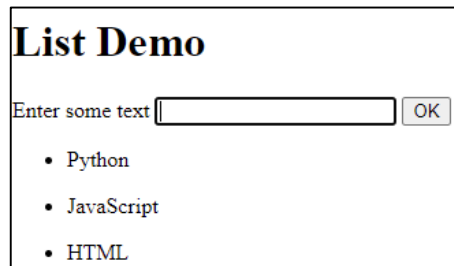 List Demo
Enter some text OK
Python
JavaScript
HTML